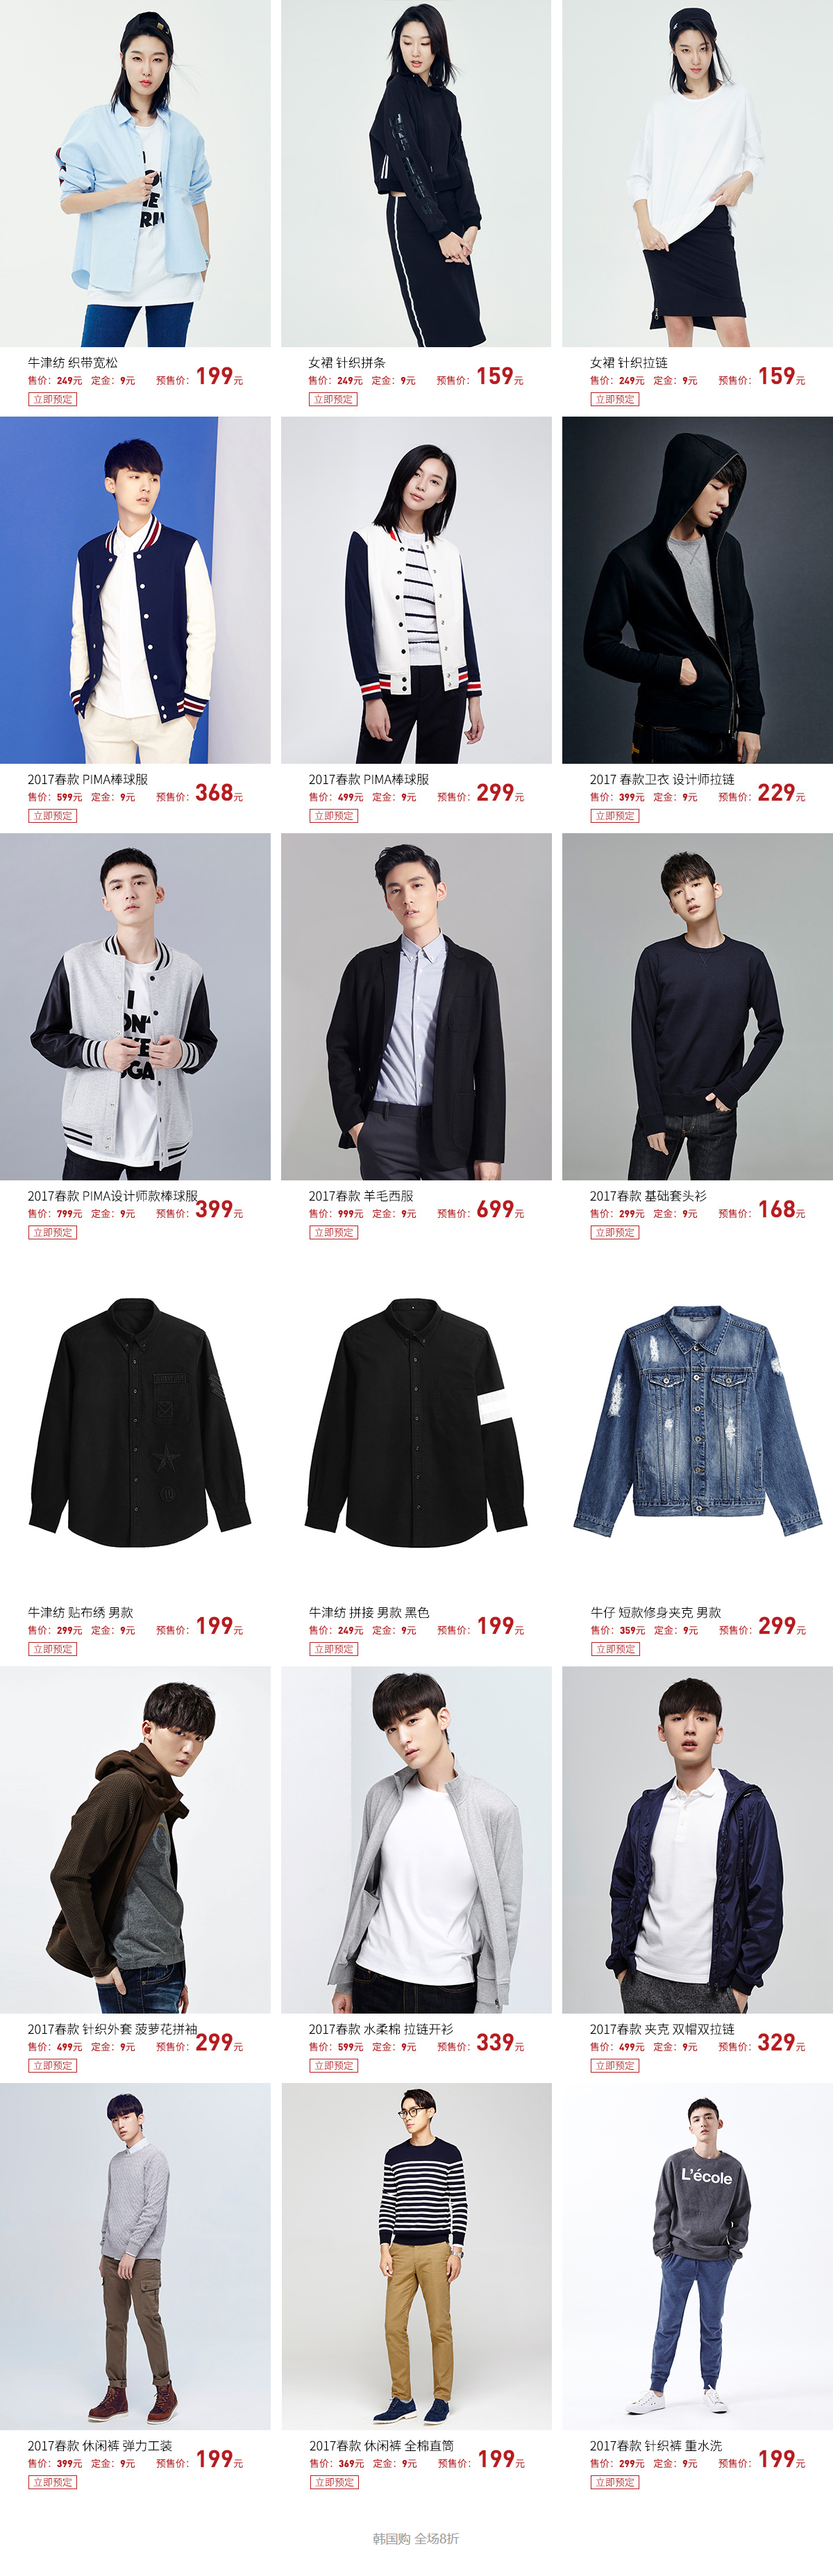 牛津纺 织带宽松
售价：249元 定金：9元 预售价：199元
立即预定
女裙 针织拼条
售价：249元 定金：9元 预售价：159元
立即预定
女裙 针织拉链
售价：249元 定金：9元 预售价：159元
立即预定
2017春款 PIMA棒球服
售价：599元 定金：9元 预售价：368元
立即预定
2017春款 PIMA棒球服
售价：499元 定金：9元 预售价：299元
立即预定
2017 春款卫衣 设计师拉链
售价：399元 定金：9元 预售价：229元
立即预定
2017春款 PIMA设计师款棒球服
售价：799元 定金：9元 预售价：399元
立即预定
2017春款 羊毛西服
售价：999元 定金：9元 预售价：699元
立即预定
2017春款 基础套头衫
售价：299元 定金：9元 预售价：168元
立即预定
牛津纺 贴布绣 男款
售价：299元 定金：9元 预售价：199元
立即预定
牛津纺 拼接 男款 黑色
售价：249元 定金：9元 预售价：199元
立即预定
牛仔 短款修身夹克 男款
售价：359元 定金：9元 预售价：299元
立即预定
2017春款 针织外套 菠萝花拼袖
售价：499元 定金：9元 预售价：299元
立即预定
2017春款 水柔棉 拉链开衫
售价：599元 定金：9元 预售价：339元
立即预定
2017春款 夹克 双帽双拉链
售价：499元 定金：9元 预售价：329元
立即预定
L'école
2017春款 休闲裤 弹力工装
售价：399元 定金：9元 预售价：199元
立即预定
2017春款 休闲裤 全棉直筒
售价：369元 定金：9元 预售价：199元
立即预定
2017春款 针织裤 重水洗
售价：299元 定金：9元 预售价：199元
立即预定
韩国购 全场8折